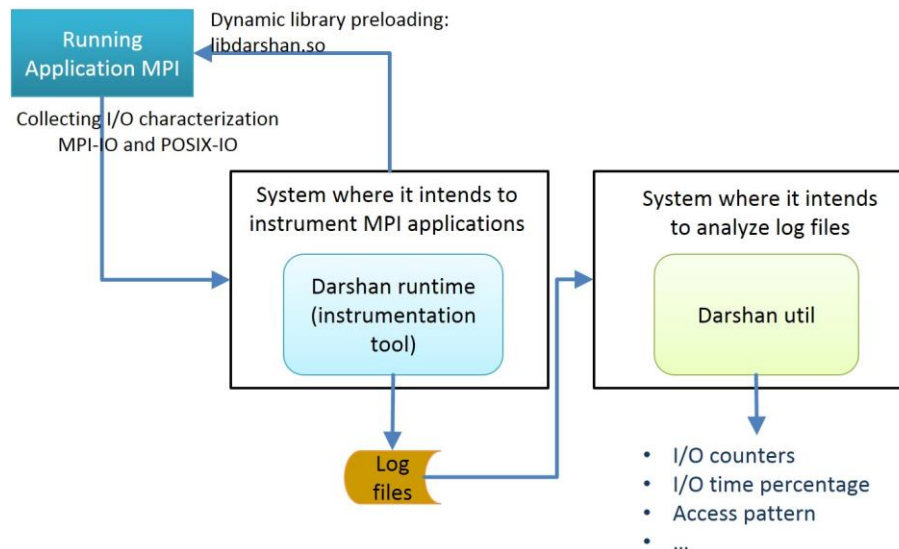 Dynamic library preloading:
libdarshan.so
Running
Application MPI
Collecting I/O characterization
MPI-IO and POSIX-IO
System where it intends to
instrument MPI applications
Darshan runtime
(instrumentation
tool)
System where it intends
to analyze log files
Darshan util
Log
files
• I/O counters
• I/O time percentage
• Access pattern
• ...